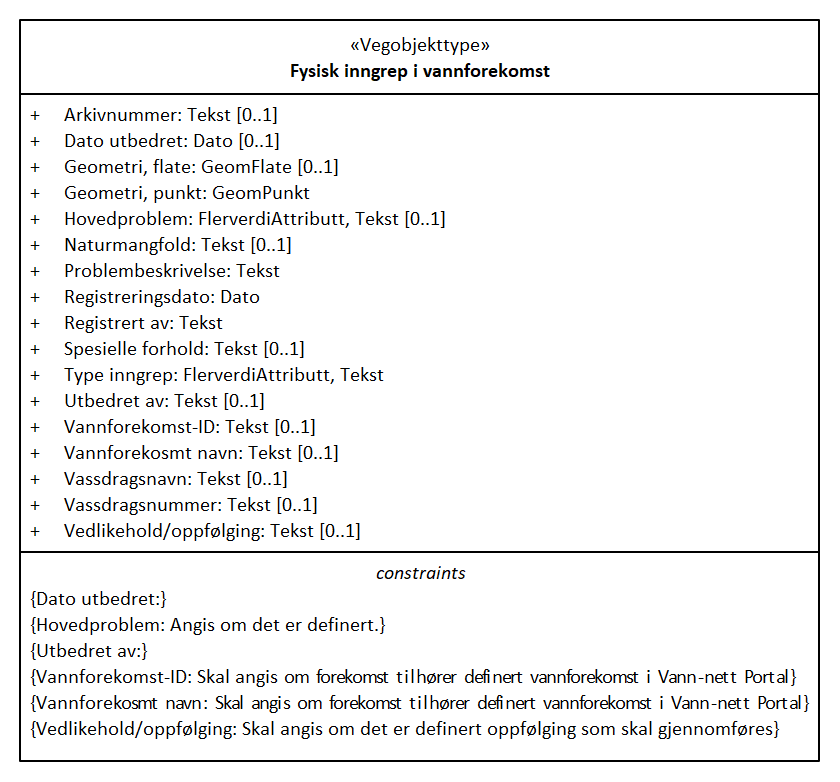 «Vegobjekttype»
Fysisk inngrep i vannforekomst
+ Arkivnummer: Tekst [0..1]
+ Dato utbedret: Dato [0..1]
+ Geometri, flate: GeomFlate [0..1]
+ Geometri, punkt: GeomPunkt
+ Hovedproblem: FlerverdiAttributt, Tekst [0..1]
+ Naturmangfold: Tekst [0..1]
+ Problembeskrivelse: Tekst
+ Registreringsdato: Dato
+ Registrert av: Tekst
+ Spesielle forhold: Tekst [0..1]
+ Type inngrep: FlerverdiAttributt, Tekst
+ Utbedret av: Tekst [0..1]
+ Vannforekomst-ID: Tekst [0..1]
+ Vannforekosmt navn: Tekst [0..1]
+ Vassdragsnavn: Tekst [0..1]
+ Vassdragsnummer: Tekst [0..1]
+ Vedlikehold/oppfølging: Tekst [0..1]
constraints
{Dato utbedret:}
{Hovedproblem: Angis om det er definert.}
{Utbedret av:}
{Vannforekomst-ID: Skal angis om forekomst tilhører definert vannforekomst i Vann-nett Portal}
{Vannforekosmt navn: Skal angis om forekomst tilhører definert vannforekomst i Vann-nett Portal}
{Vedlikehold/oppfølging: Skal angis om det er definert oppfølging som skal gjennomføres}